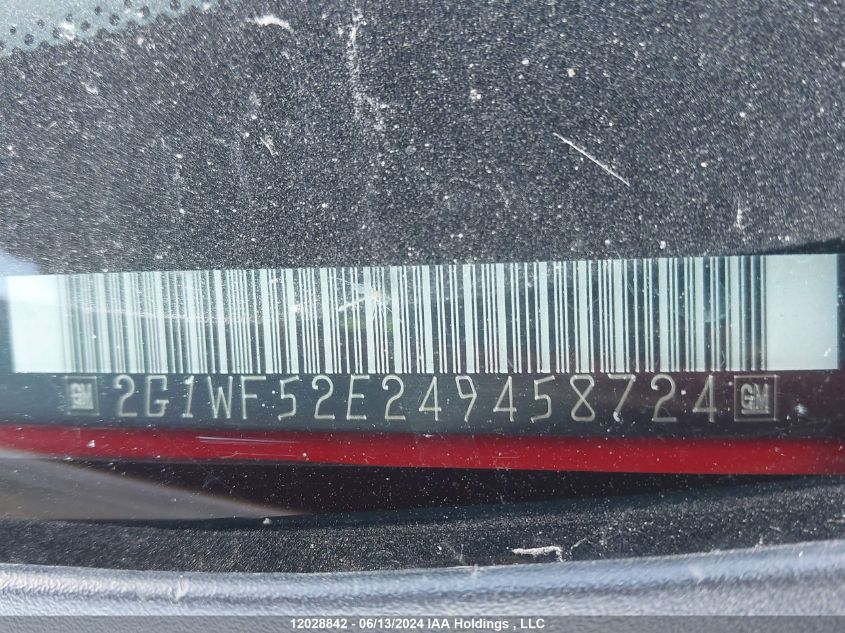 GM 2G1WF52E249458724 GM
12028842 - 06/13/2024 IAA Holdings , LLC